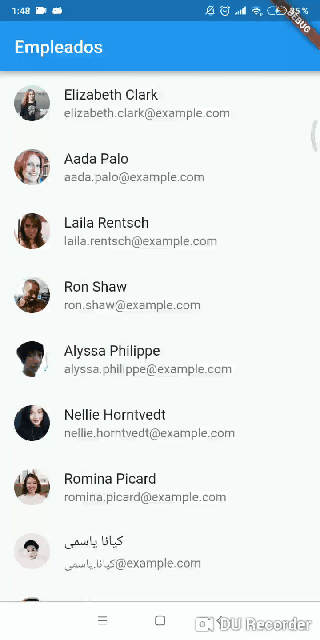 1:48
85%
DEBUG
Empleados
Elizabeth Clark
elizabeth.clark@example.com
Aada Palo
aada.palo@example.com
Laila Rentsch
laila.rentsch@example.com
Ron Shaw
ron.shaw@example.com
Alyssa Philippe
alyssa.philippe@example.com
Nellie Horntvedt
nellie.horntvedt@example.com
Romina Picard
romina.picard@example.com
کیانا یاسمی
کیانا.یاسمی@example.com
DU Recorder